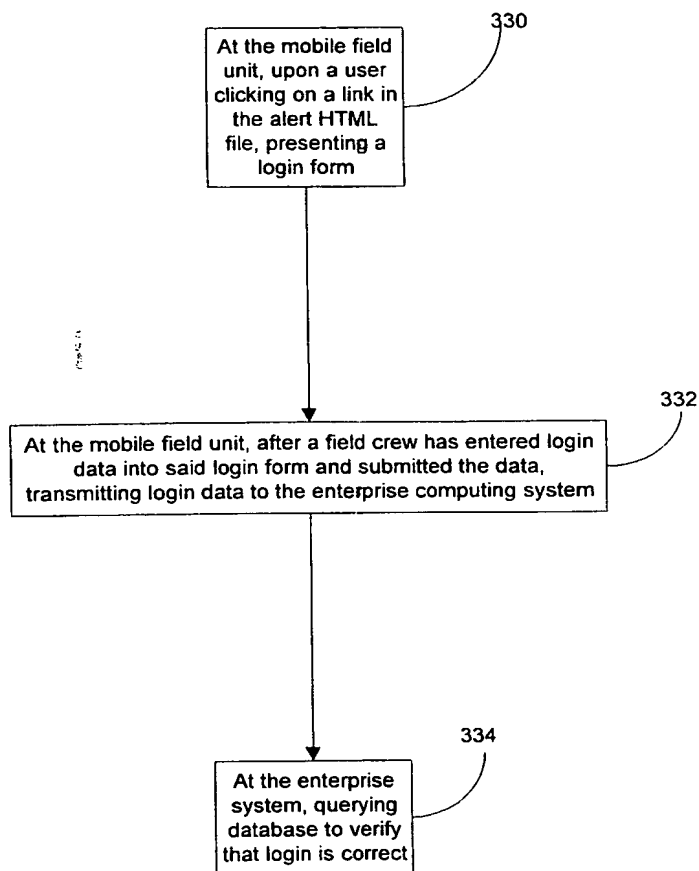 330
At the mobile field
unit, upon a user
clicking on a link in
the alert HTML
file, presenting a
login form
332
At the mobile field unit, after a field crew has entered login
data into said login form and submitted the data,
transmitting login data to the enterprise computing system
334
At the enterprise
system, querying
database to verify
that login is correct